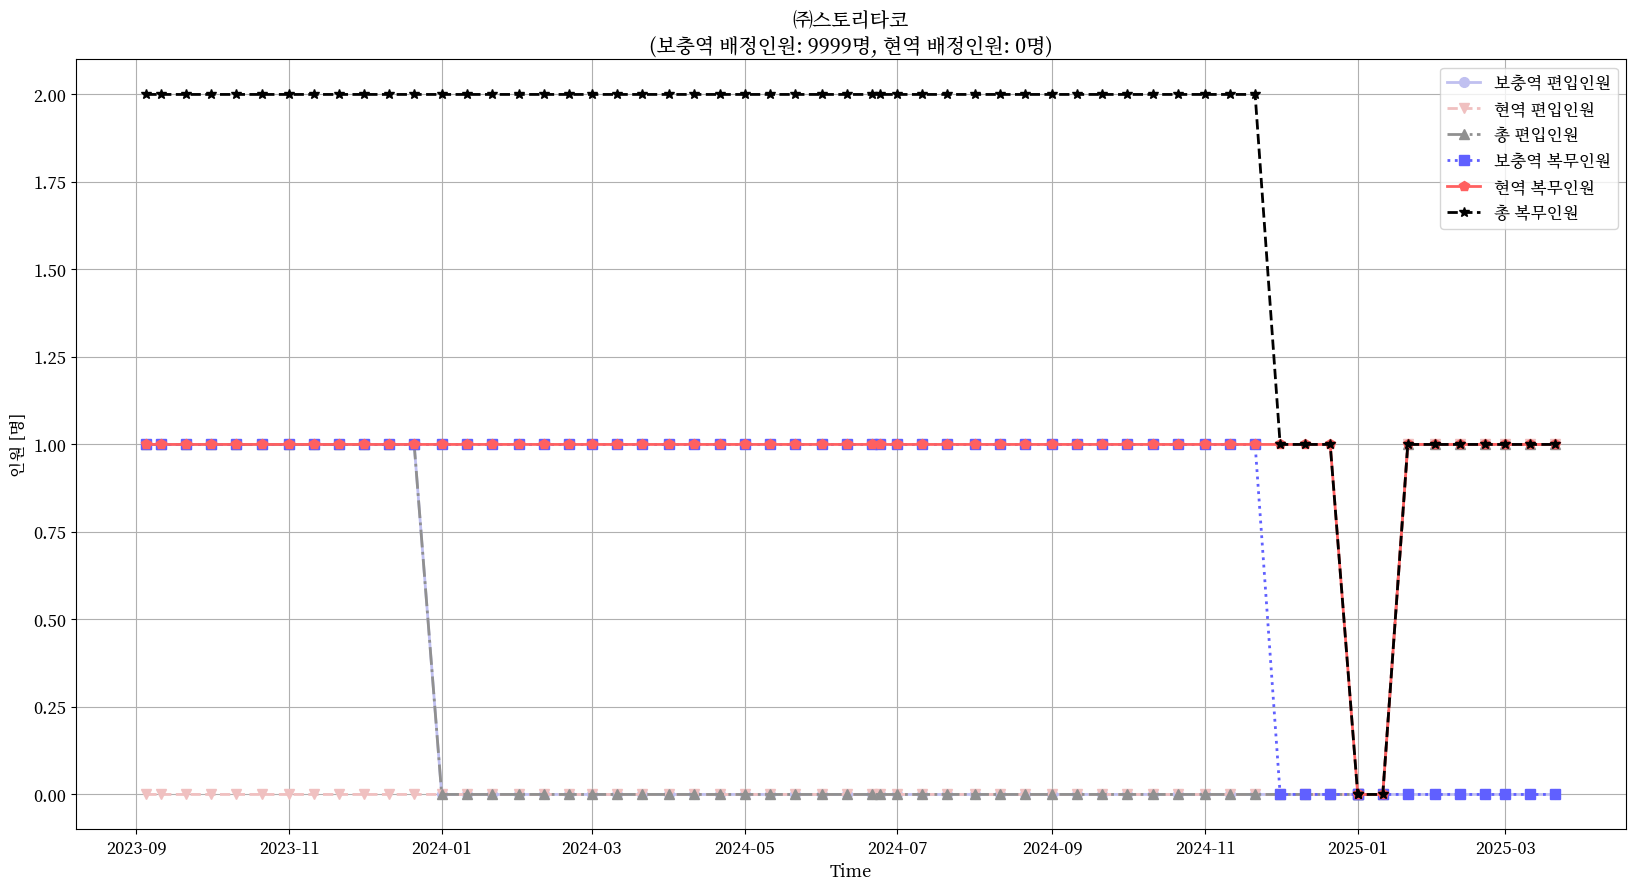 ㈜스토리타코
(보충역 배정인원: 9999명, 현역 배정인원: 0명)
보충역 편입인원
현역 편입인원
총 편입인원
보충역 복무인원
현역 복무인원
총 복무인원
인원 [명]
2.00
1.75
1.50
1.25
1.00
0.75
0.50
0.25
0.00
2023-09
2023-11
2024-01
2024-03
2024-05
2024-07
2024-09
2024-11
2025-01
2025-03
Time